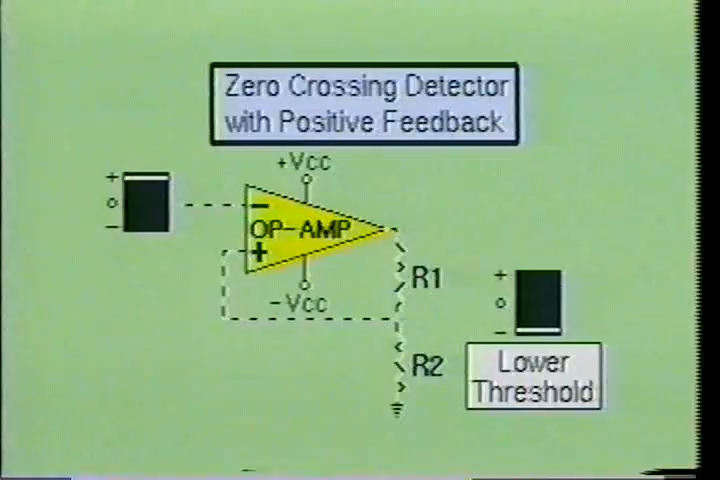 Zero Crossing Detector
with Positive Feedback
+Vcc
+
o
-
-
OP-AMP
+
-Vcc
R1
+
o
-
R2
Lower
Threshold